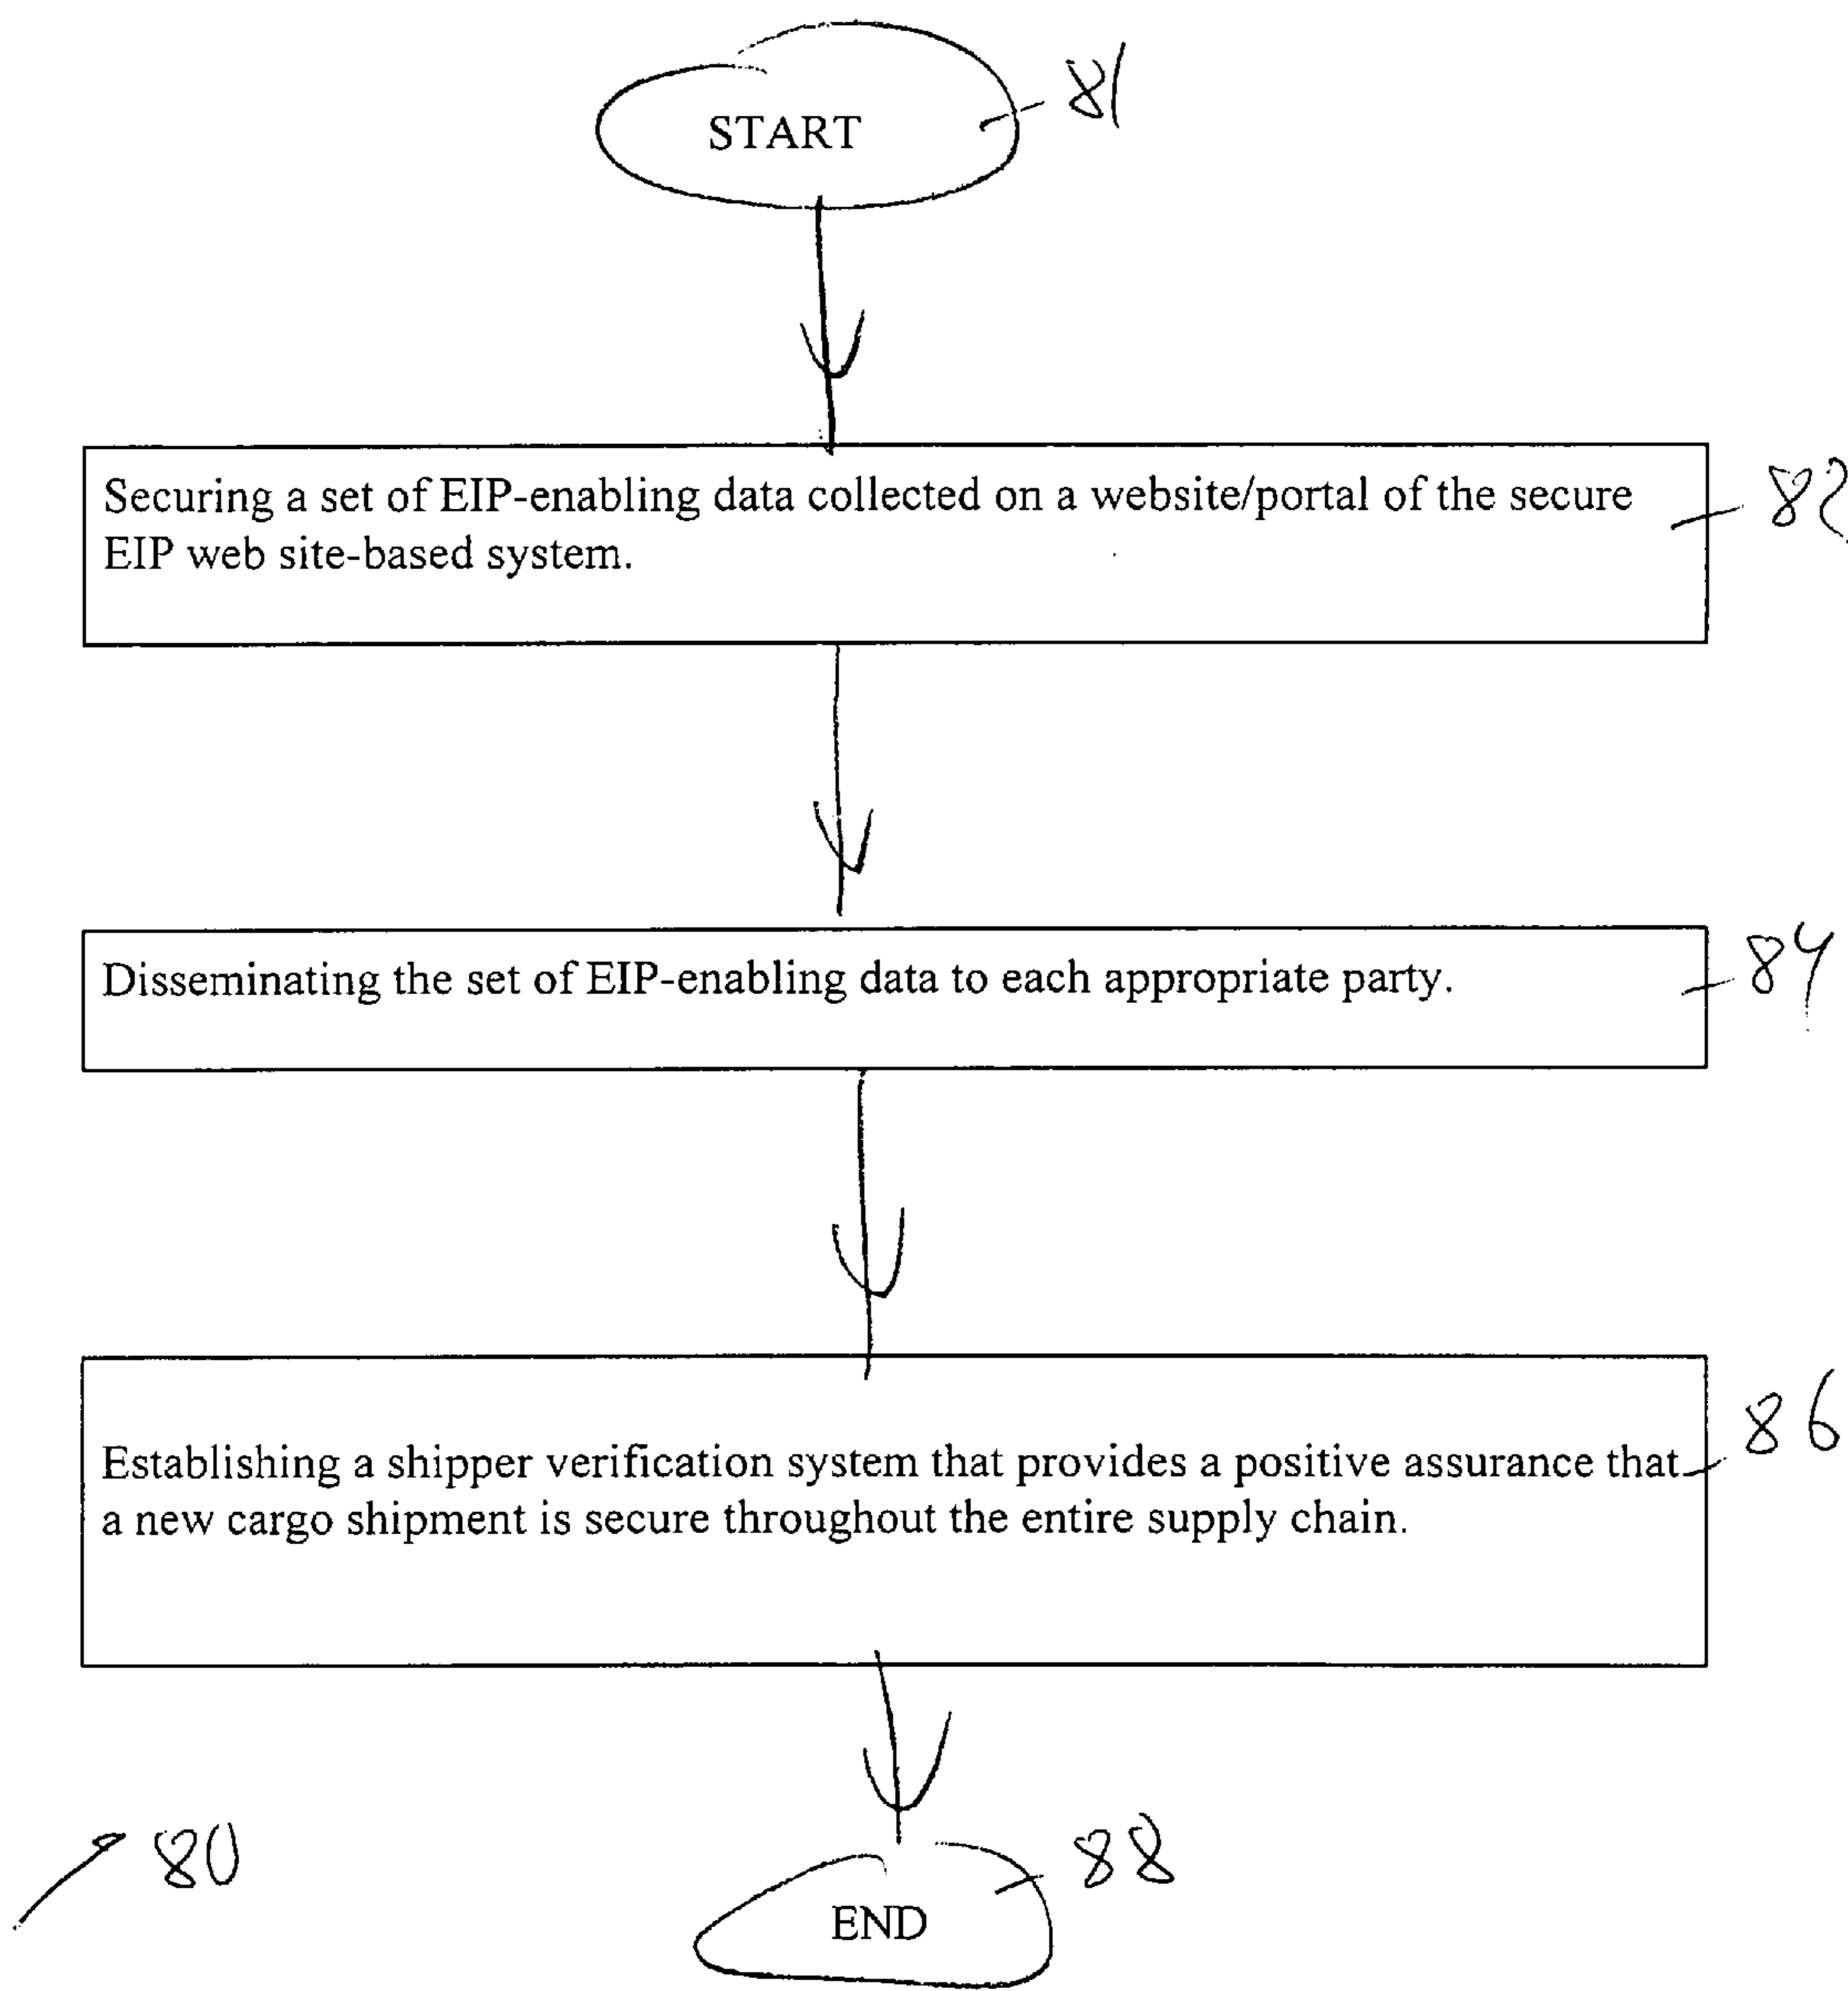 START
81
Securing a set of EIP-enabling data collected on a website/portal of the secure
EIP web site-based system.
82
Disseminating the set of EIP-enabling data to each appropriate party.
84
Establishing a shipper verification system that provides a positive assurance that
a new cargo shipment is secure throughout the entire supply chain.
86
80
END
88